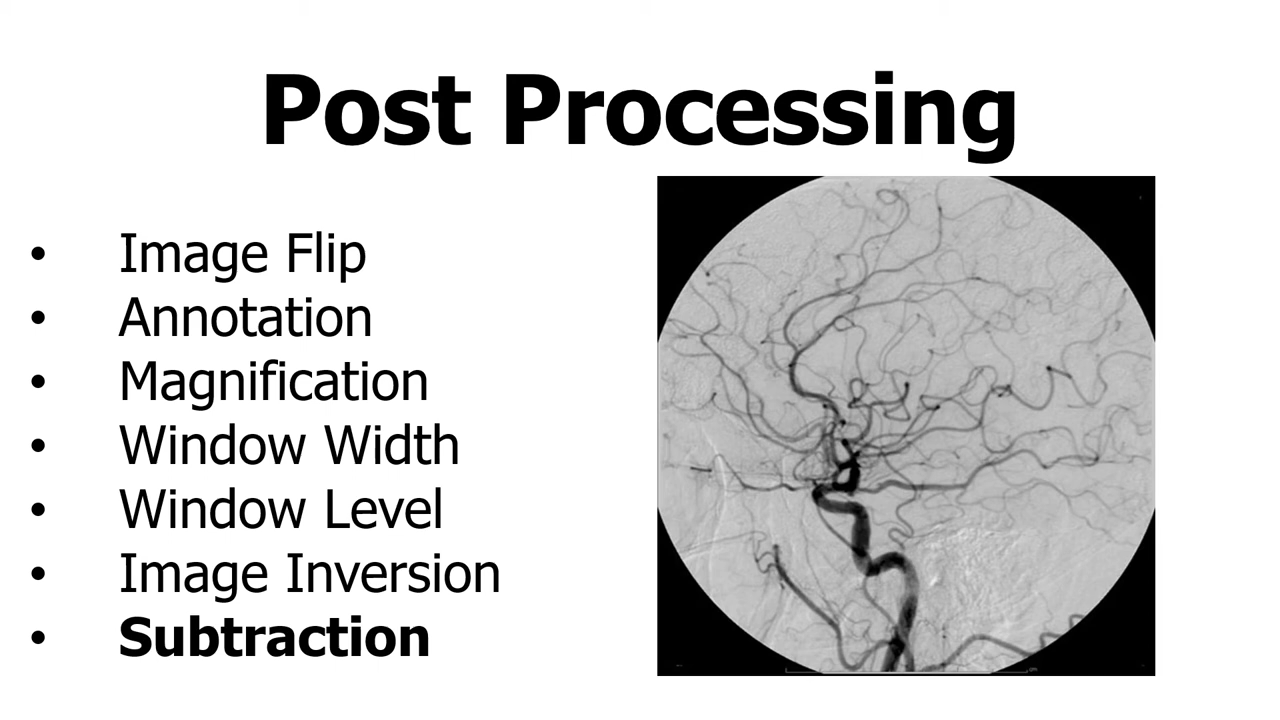 Post Processing
• Image Flip
• Annotation
• Magnification
• Window Width
• Window Level
• Image Inversion
• Subtraction